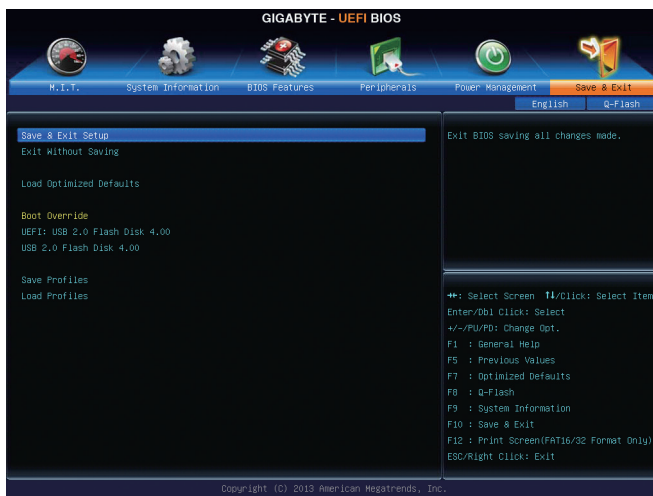 GIGABYTE - UEFI BIOS
M.I.T.
System Information
BIOS Features
Peripherals
Power Management
Save & Exit
English
Q-Flash
Save & Exit Setup
Exit Without Saving
Load Optimized Defaults
Boot Override
UEFI: USB 2.0 Flash Disk 4.00
USB 2.0 Flash Disk 4.00
Save Profiles
Load Profiles
Exit BIOS saving all changes made.
→←: Select Screen ↑↓/Click: Select Item
Enter/Dbl Click: Select
+/-/PU/PD: Change Opt.
F1 : General Help
F5 : Previous Values
F7 : Optimized Defaults
F8 : Q-Flash
F9 : System Information
F10 : Save & Exit
F12 : Print Screen(FAT16/32 Format Only)
ESC/Right Click: Exit
Copyright (C) 2013 American Megatrends, Inc.